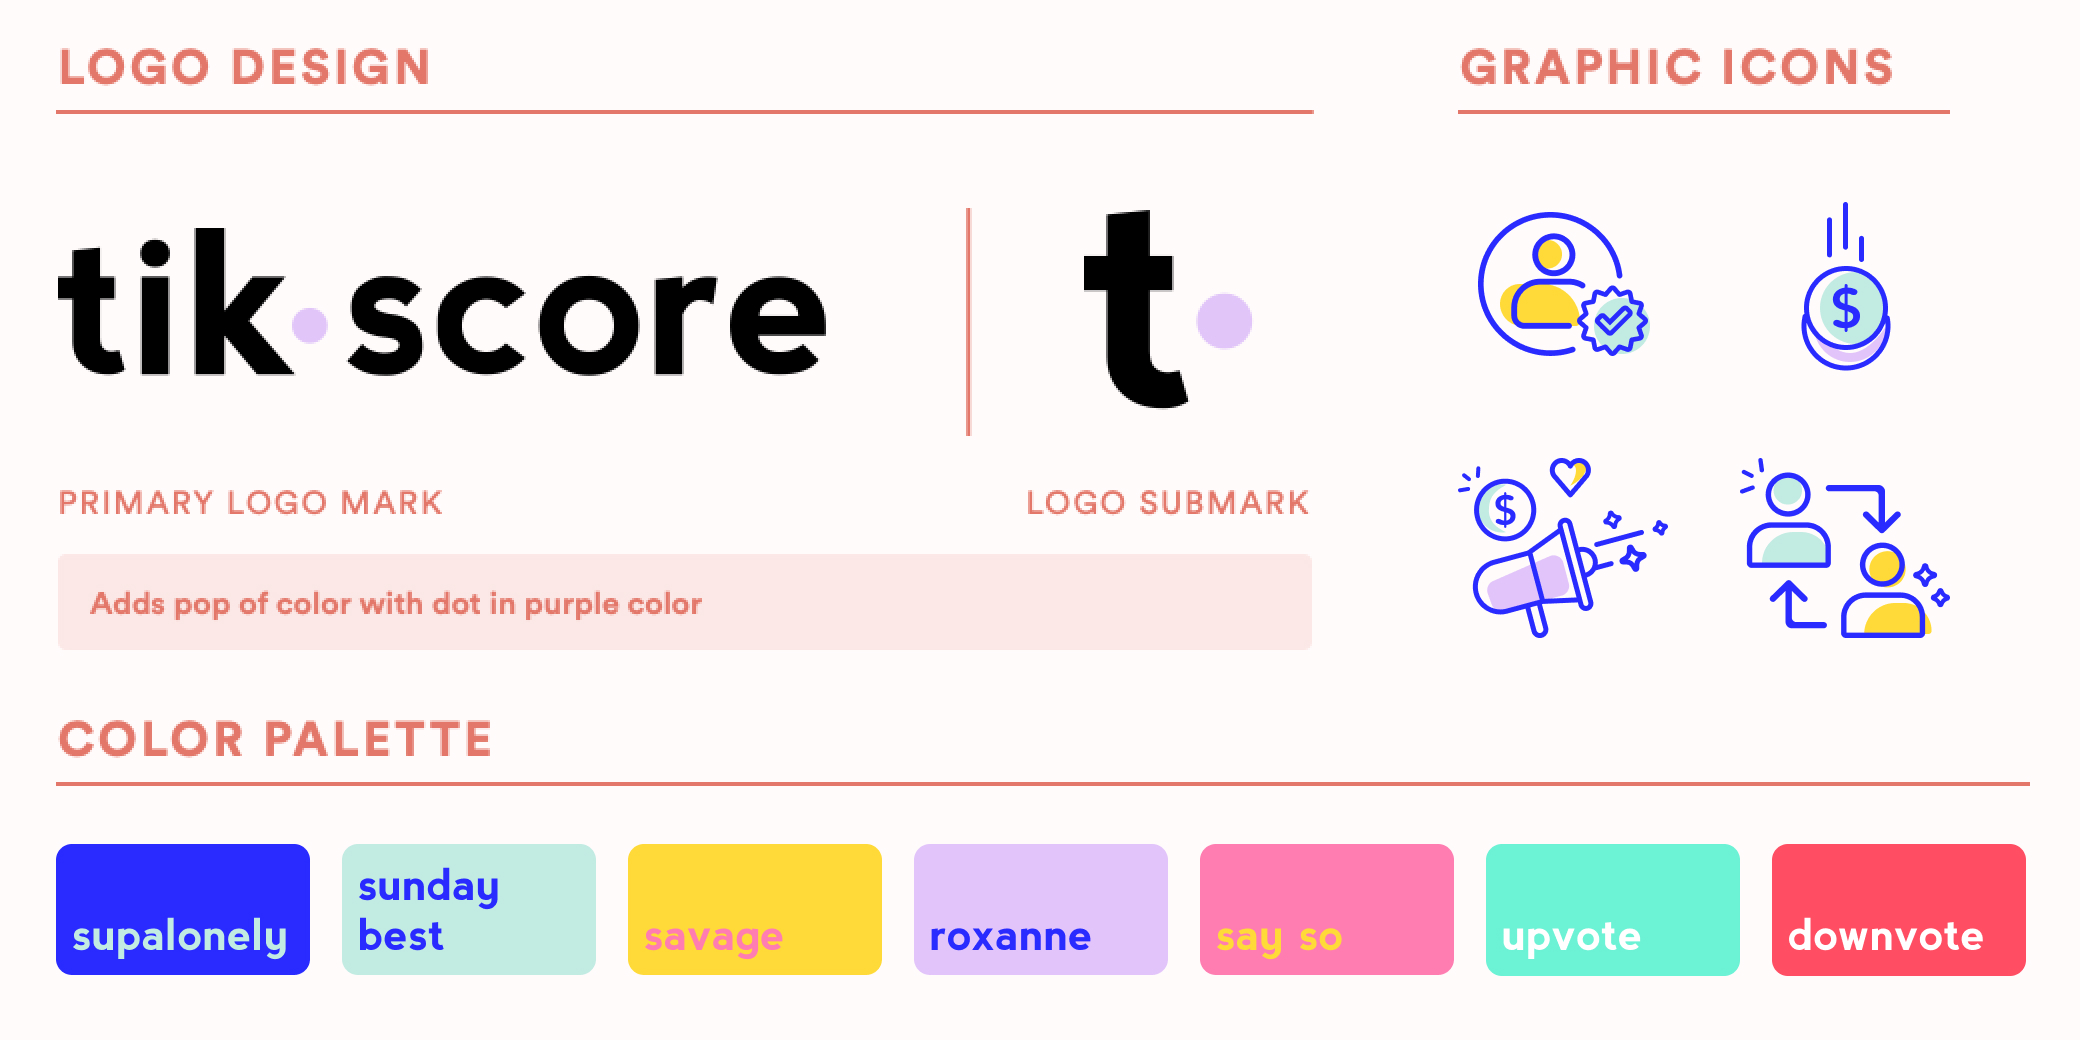 LOGO DESIGN
tik·score
t·
PRIMARY LOGO MARK
LOGO SUBMARK
Adds pop of color with dot in purple color
GRAPHIC ICONS
$
$
COLOR PALETTE
supalonely
sunday
best
savage
roxanne
say so
upvote
downvote